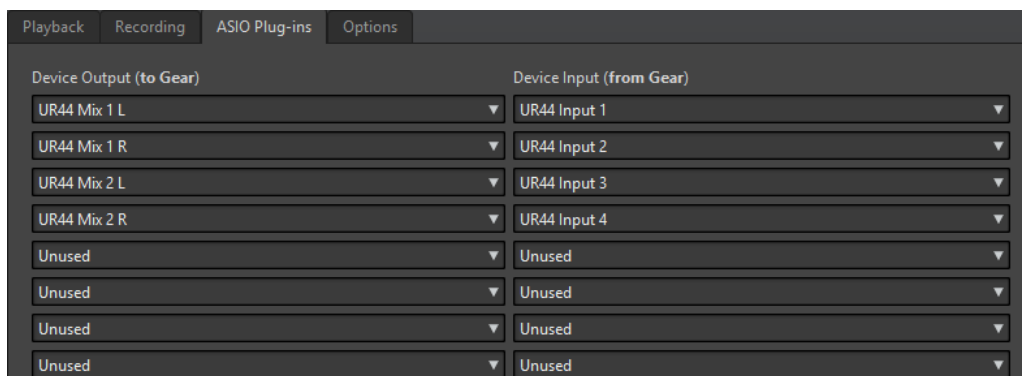 Playback Recording ASIO Plug-ins Options
Device Output (to Gear) Device Input (from Gear)
UR44 Mix 1 L UR44 Input 1
UR44 Mix 1 R UR44 Input 2
UR44 Mix 2 L UR44 Input 3
UR44 Mix 2 R UR44 Input 4
Unused Unused
Unused Unused
Unused Unused
Unused Unused